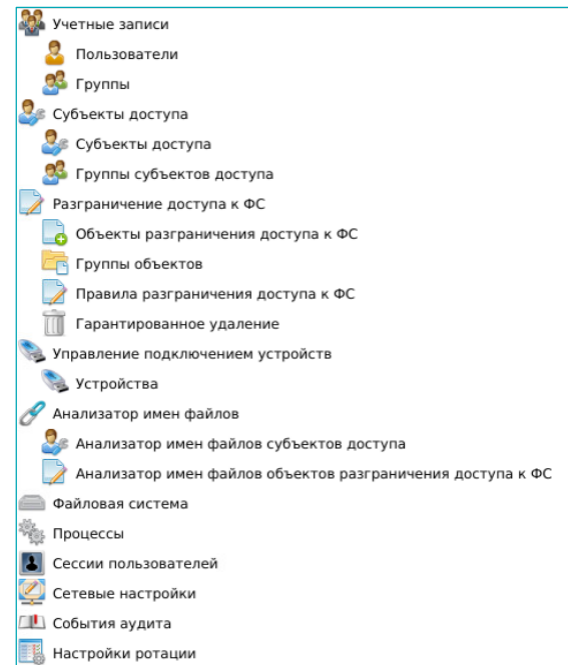 Учетные записи
Пользователи
Группы
Субъекты доступа
Субъекты доступа
Группы субъектов доступа
Разграничение доступа к ФС
Объекты разграничения доступа к ФС
Группы объектов
Правила разграничения доступа к ФС
Гарантированное удаление
Управление подключением устройств
Устройства
Анализатор имен файлов
Анализатор имен файлов субъектов доступа
Анализатор имен файлов объектов разграничения доступа к ФС
Файловая система
Процессы
Сессии пользователей
Сетевые настройки
События аудита
Настройки ротации